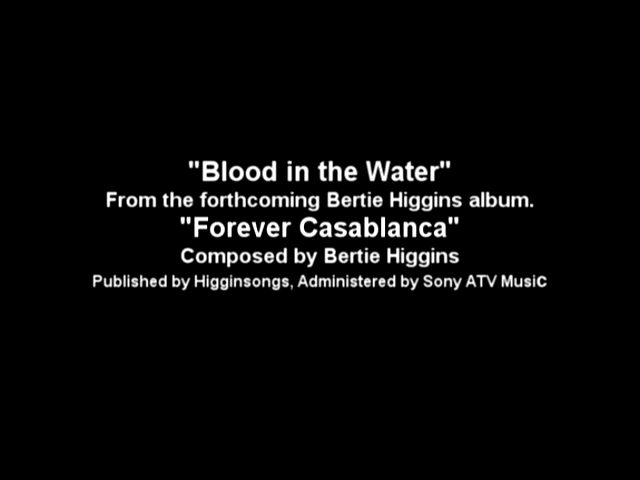 "Blood in the Water"
From the forthcoming Bertie Higgins album.
"Forever Casablanca"
Composed by Bertie Higgins
Published by Higginsongs, Administered by Sony ATV Music